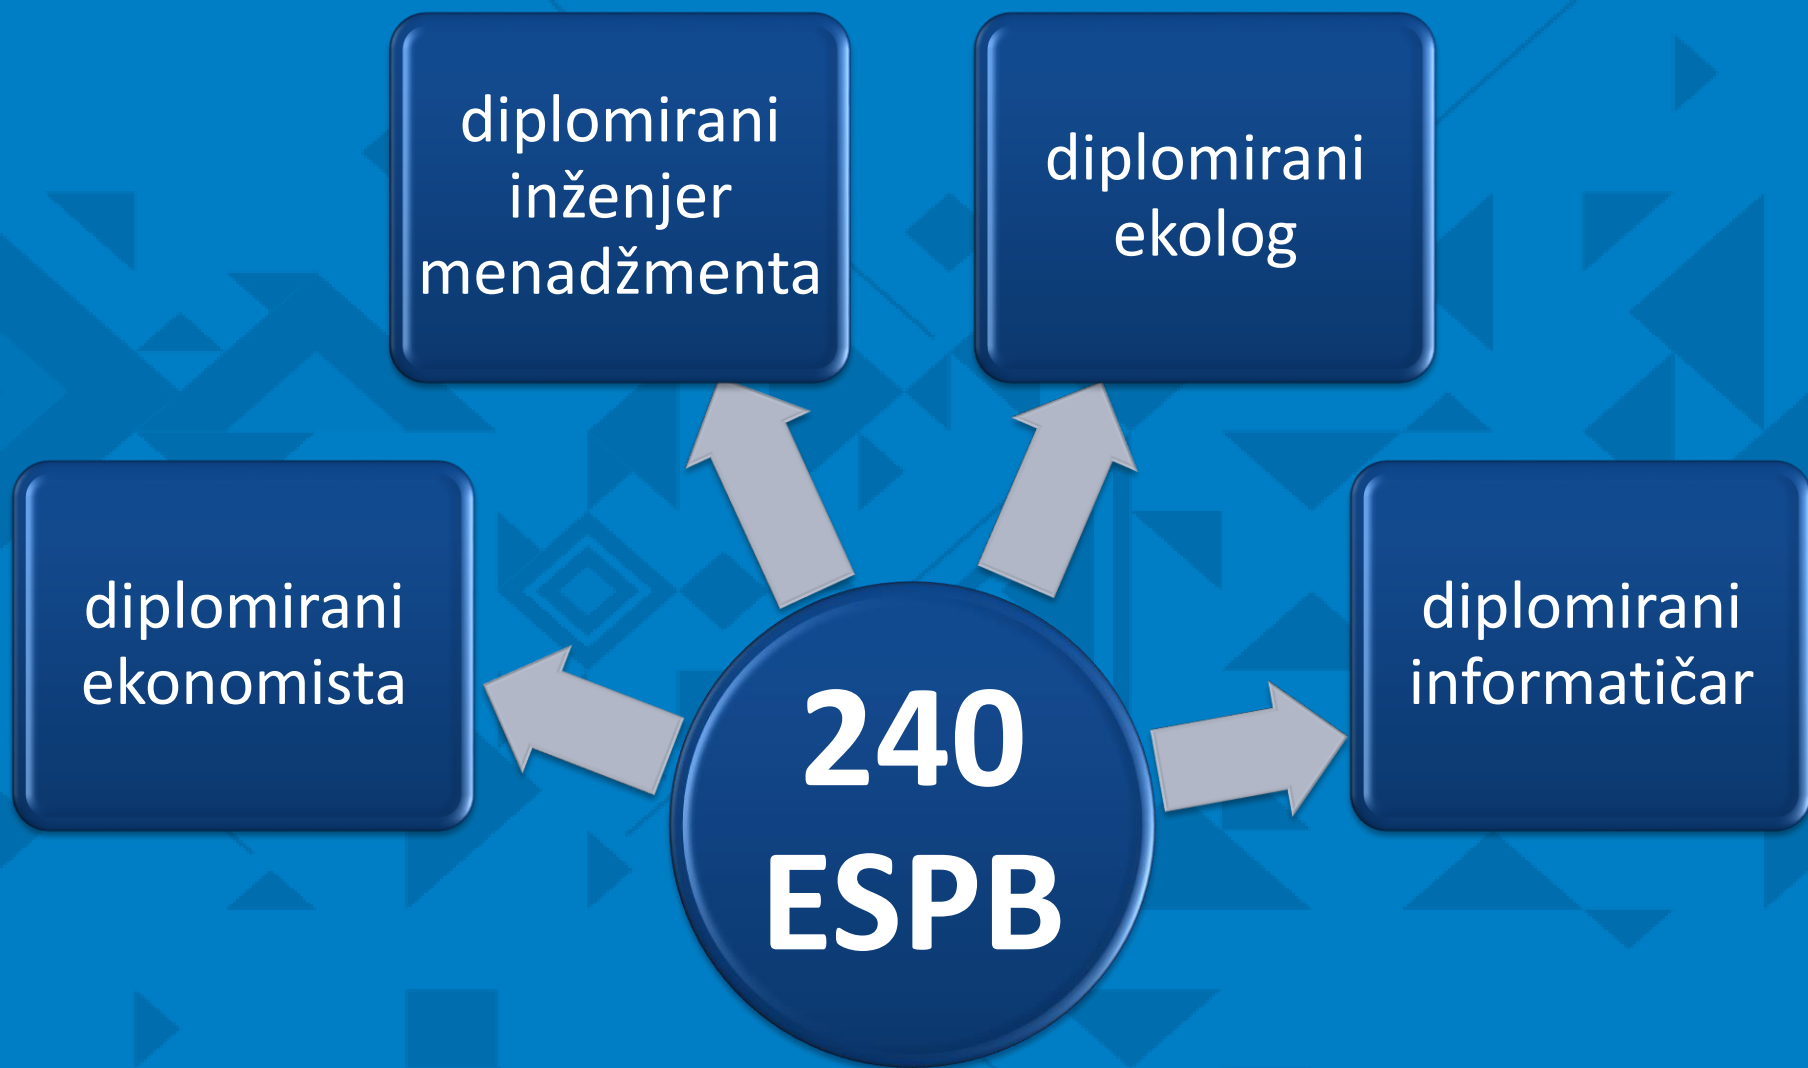 diplomirani
inženjer
menadžmenta
diplomirani
ekolog
diplomirani
ekonomista
diplomirani
informatičar
240
ESPB